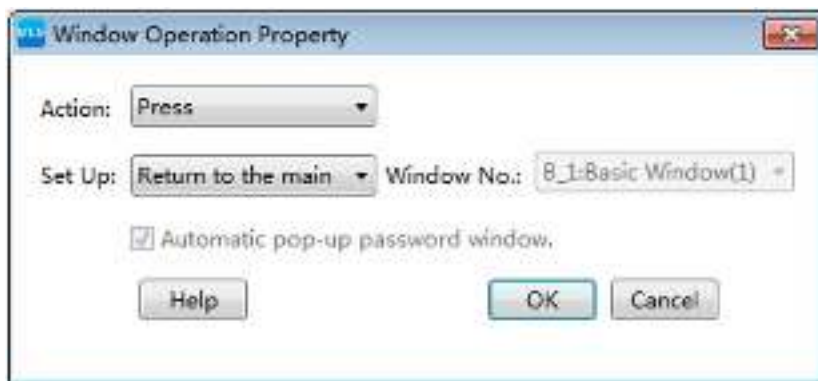 Window Operation Property
Action: Press
Set Up: Return to the main Window No.: B_1:Basic Window(1)
Automatic pop-up password window.
Help OK Cancel